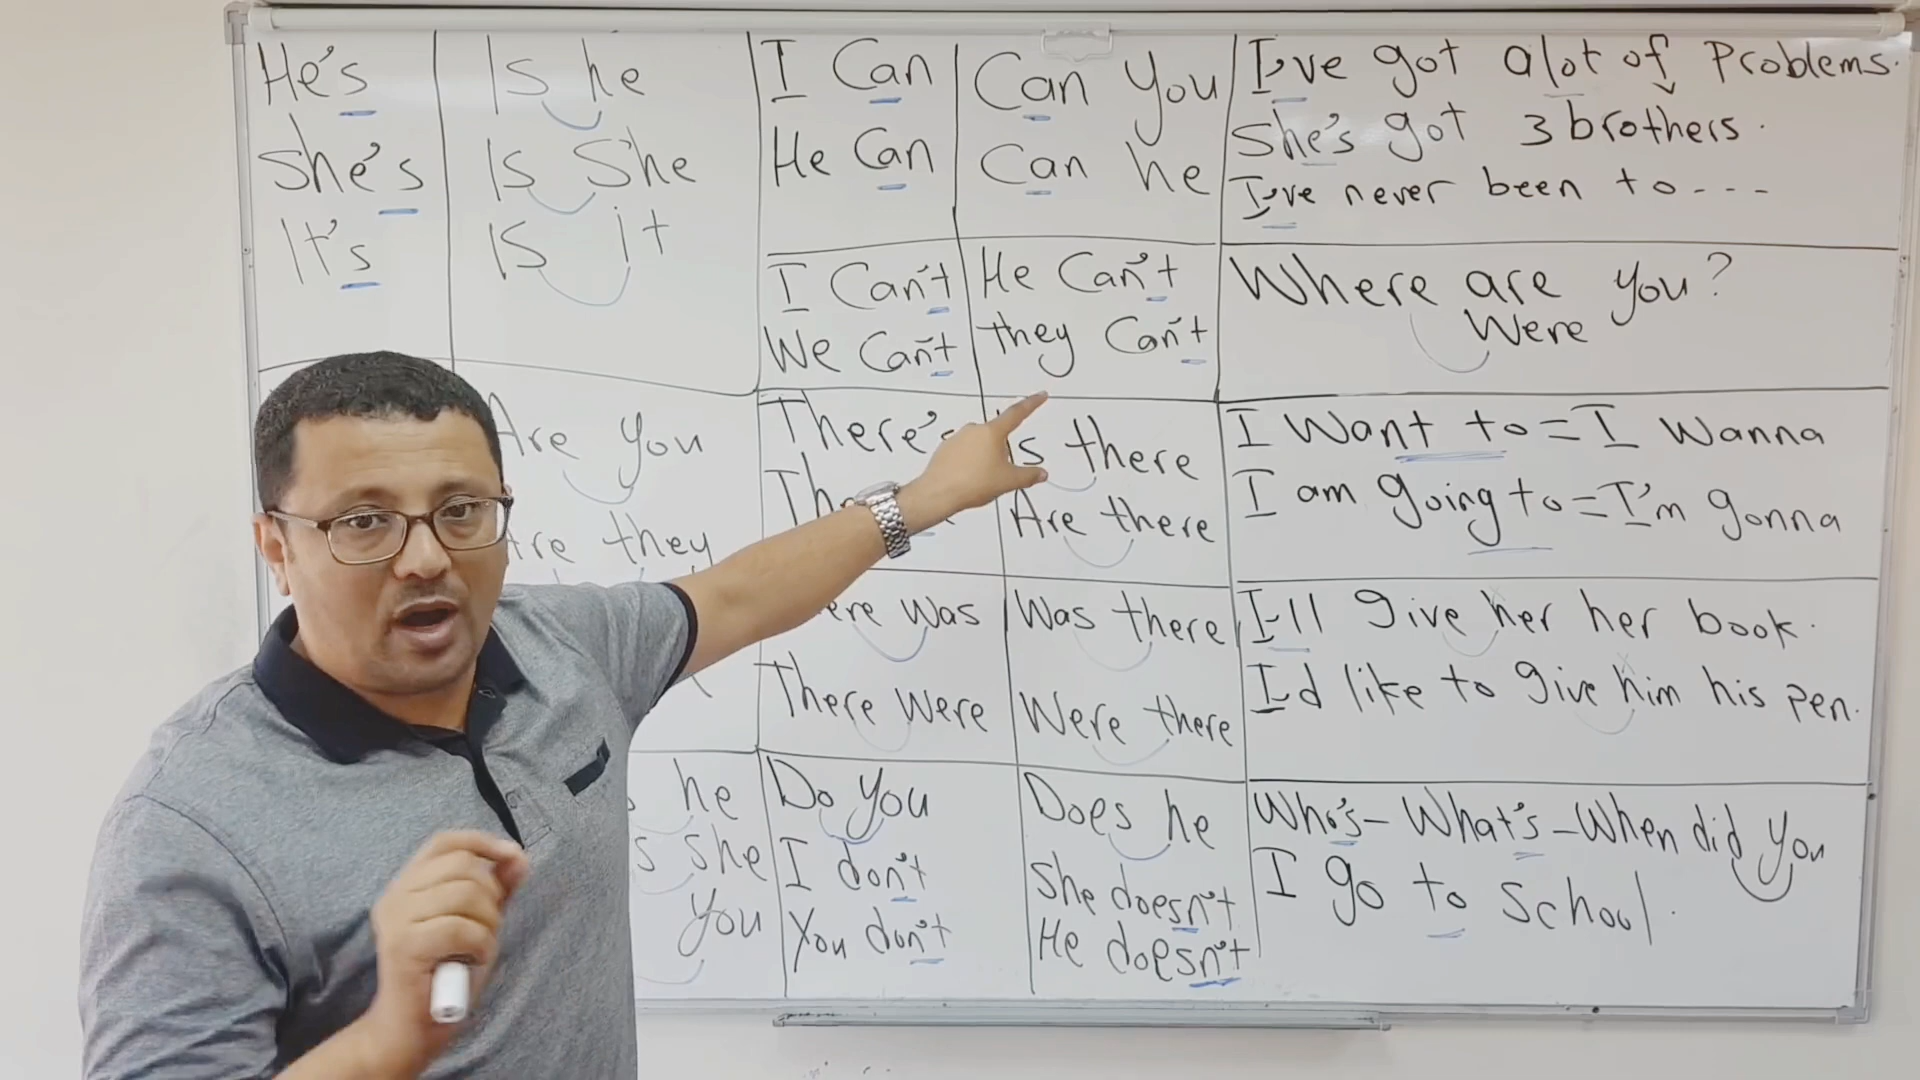 He's
She's
It's
Is he
Is She
Is it
I Can
He Can
Can You
Can he
I've got alot of Problems.
She's got 3 brothers.
I've never been to ---
I Can't
We Can't
He Can't
they Can't
Where are you?
Were
Are you
Are they
There's
Is there
Are there
I Want to = I Wanna
I am going to = I'm gonna
Was
There Were
Was there
Were there
I-ll give her her book.
I-d like to give him his pen.
he
she
you
Do you
I don't
You don't
Does he
She doesn't
He doesn't
Who's - What's - When did you
I go to School.